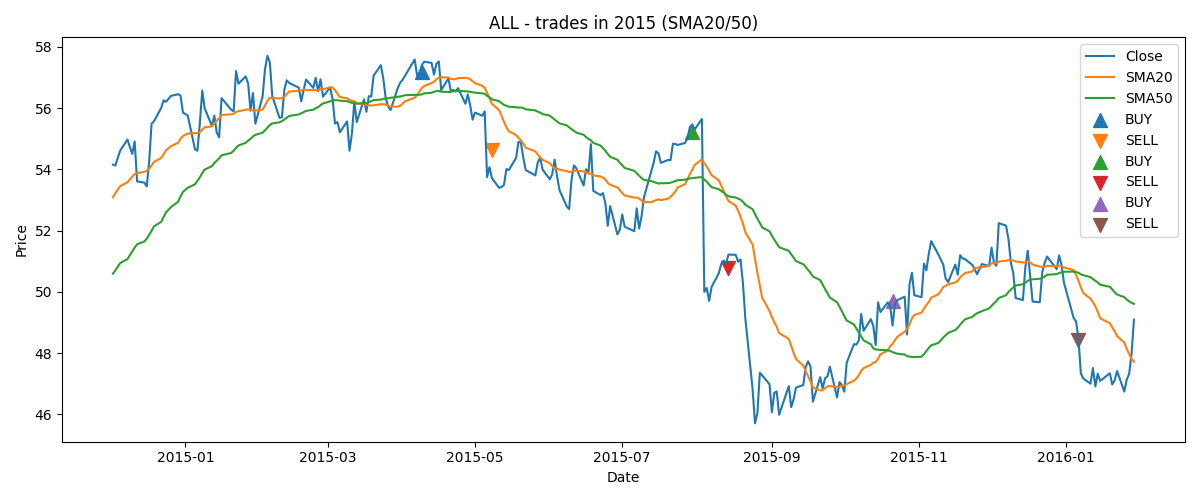 ALL - trades in 2015 (SMA20/50)
58
56
54
52
50
48
46
Price
Close
SMA20
SMA50
BUY
SELL
BUY
SELL
BUY
SELL
2015-01
2015-03
2015-05
2015-07
2015-09
2015-11
2016-01
Date